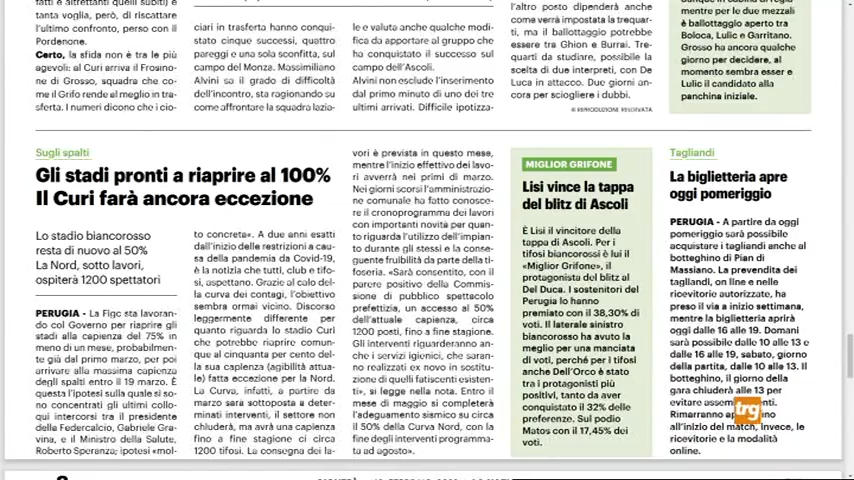 fatti e altrettanti quelli subiti) e
tanta voglia, però, di riscattare
l'ultimo confronto, perso con il
Pordenone.
Certo, la sfida non è tra le più
agevoli: al Curi arriva il Frosino-
ne di Grosso, squadra che co-
me il Grifo rende al meglio in tra-
sferta. I numeri dicono che i cio-
ciari in trasferta hanno conqui-
stato cinque successi, quattro
pareggi e una sola sconfitta, sul
campo del Monza. Massimiliano
Alvini sa il grado di difficoltà
dell'incontro, sta ragionando su
come affrontare la squadra lazia-
le e valuta anche qualche modi-
fica da apportare al gruppo che
ha conquistato il successo sul
campo dell'Ascoli.
Alvini non esclude l'inserimento
dal primo minuto di uno dei tre
ultimi arrivati. Difficile ipotizza-
l'altro posto dipenderà anche
come verrà impostata la trequar-
ti, ma il ballottaggio potrebbe
essere tra Ghion e Burrai. Tre-
quarti da studiare, possibile la
scelta di due interpreti, con De
Luca in attacco. Due giorni an-
cora per sciogliere i dubbi.
© RIPRODUZIONE RISERVATA
mentre per le due mezzali
è ballottaggio aperto tra
Boloca, Lulic e Garritano.
Grosso ha ancora qualche
giorno per decidere, al
momento sembra esser e
Lulic il candidato alla
panchina iniziale.
Sugli spalti
Gli stadi pronti a riaprire al 100%
Il Curi farà ancora eccezione
Lo stadio biancorosso
resta di nuovo al 50%
La Nord, sotto lavori,
ospiterà 1200 spettatori
PERUGIA - La Figc sta lavoran-
do col Governo per riaprire gli
stadi alla capienza del 75% in
meno di un mese, probabilmen-
te già dal primo marzo, per poi
arrivare alla massima capienza
degli spalti entro il 19 marzo. È
questa l'ipotesi sulla quale si so-
no concentrati gli ultimi collo-
qui intercorsi tra il presidente
della Federcalcio, Gabriele Gra-
vina, e il Ministro della Salute,
Roberto Speranza; ipotesi «mol-
to concreta«. A due anni esatti
dall'inizio delle restrizioni a cau-
sa della pandemia da Covid-19,
è la notizia che tutti, club e tifo-
si, aspettano. Grazie al calo del-
la curva dei contagi, l'obiettivo
sembra ormai vicino. Discorso
leggermente differente per
quanto riguarda lo stadio Curi
che potrebbe riaprire comun-
que al cinquanta per cento del-
la sua capienza (agibilità attua-
le) fatta eccezione per la Nord.
La Curva, infatti, a partire da
marzo sarà sottoposta a deter-
minati interventi, il settore non
chiuderà, ma avrà una capienza
fino a fine stagione ci circa
1200 tifosi. La consegna dei la-
vori è prevista in questo mese,
mentre l'inizio effettivo dei lavo-
ri avverrà nei primi di marzo.
Nei giorni scorsi l'amministrazio-
ne comunale ha fatto conosce-
re il cronoprogramma dei lavori
con importanti novità per quan-
to riguarda l'utilizzo dell'impian-
to durante gli stessi e la conse-
guente fruibilità da parte della ti-
foseria. «Sarà consentito, con il
parere positivo della Commis-
sione di pubblico spettacolo
prefettizia, un accesso al 50%
dell'attuale capienza, circa
1200 posti, fino a fine stagione.
Gli interventi riguarderanno an-
che i servizi igienici, che saran-
no realizzati ex novo in sostitu-
zione di quelli fatiscenti esisten-
ti», si legge nella nota. Entro il
mese di maggio si completerà
l'adeguamento sismico su circa
il 50% della Curva Nord, con la
fine degli interventi programma-
ta ad agosto».
MIGLIOR GRIFONE
Lisi vince la tappa
del blitz di Ascoli
È Lisi il vincitore della
tappa di Ascoli. Per i
tifosi biancorossi è lui il
«Miglior Grifone», il
protagonista del blitz al
Del Duca. I sostenitori del
Perugia lo hanno
premiato con il 38,30% di
voti. Il laterale sinistro
biancorosso ha avuto la
meglio per una manciata
di voti, perché per i tifosi
anche Dell'Orco è stato
tra i protagonisti più
positivi, tanto da aver
conquistato il 32% delle
preferenze. Sul podio
Matos con il 17,45% dei
voti.
Tagliandi
La biglietteria apre
oggi pomeriggio
PERUGIA - A partire da oggi
pomeriggio sarà possibile
acquistare i tagliandi anche al
botteghino di Pian di
Massiano. La prevendita dei
tagliandi, on line e nelle
ricevitorie autorizzate, ha
preso il via a inizio settimana,
mentre la biglietteria aprirà
oggi dalle 16 alle 19. Domani
sarà possibile dalle 10 alle 13 e
dalle 16 alle 19, sabato, giorno
della partita, dalle 10 alle 13. Il
botteghino, il giorno della
gara chiuderà alle 13 per
evitare
Rimarranno
all'inizio del match, invece, le
ricevitorie e la modalità
online.
trg